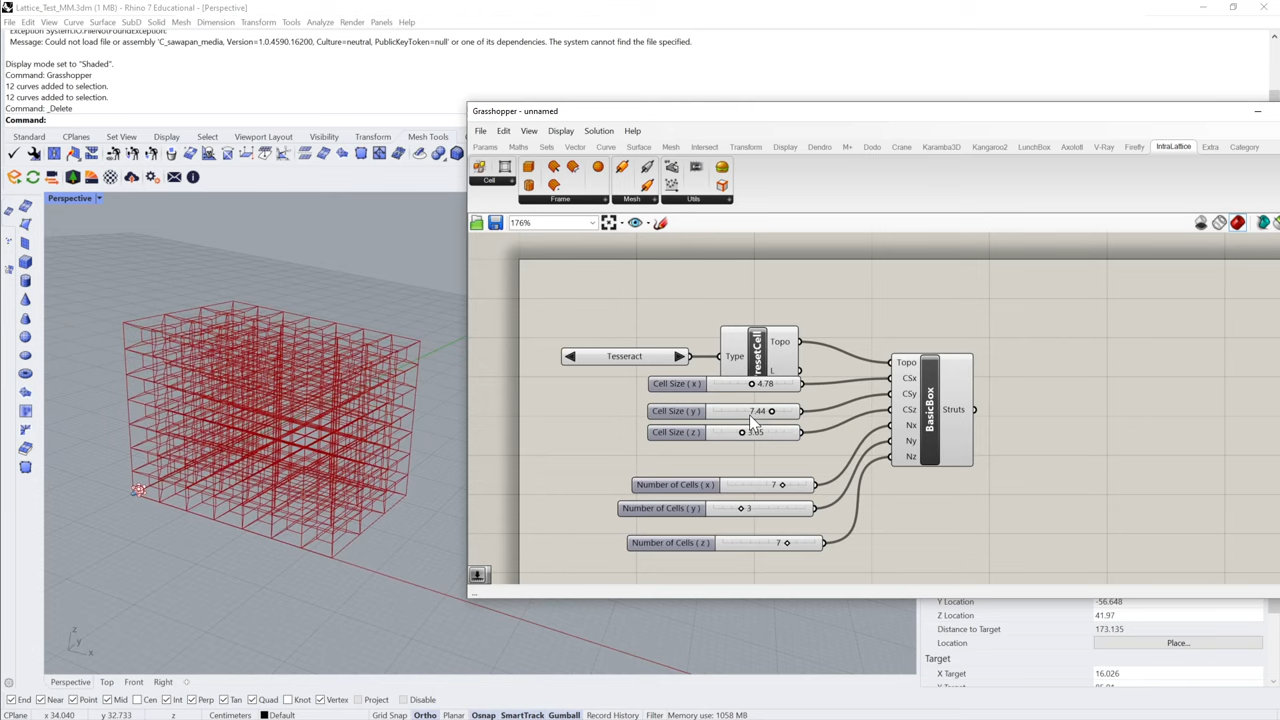 Lattice_Test_MM.3dm (1 MB) - Rhino 7 Educational - [Perspective]
File Edit View Curve Surface SubD Solid Mesh Dimension Transform Tools Analyze Render Panels Help
Exception System.IO.FileNotFoundException:
Message: Could not load file or assembly 'C_sawapan_media, Version=1.0.4590.16200, Culture=neutral, PublicKeyToken=null' or one of its dependencies. The system cannot find the file specified.
Display mode set to "Shaded".
Command: Grasshopper
12 curves added to selection.
12 curves added to selection.
Command: _Delete
Command:
Standard CPlanes Set View Display Select Viewport Layout Visibility Transform Mesh Tools
Perspective
Grasshopper - unnamed
File Edit View Display Solution Help
Params Maths Sets Vector Curve Surface Mesh Intersect Transform Display Dendro M+ Dodo Crane Karamba3D Kangaroo2 LunchBox Axolotl V-Ray Firefly IntraLattice Extra Category
Cell Frame Mesh Utils
176%
Tesseract
Type
Topo
L
Cell Size ( x ) 4.78
Cell Size ( y ) 7.44
Cell Size ( z )
Number of Cells ( x ) 7
Number of Cells ( y ) 3
Number of Cells ( z ) 7
Topo
CSx
CSy
CSz
Nx
Ny
Nz
BasicBox
Struts
...
z
y
x
Y Location -56.648
Z Location 41.97
Distance to Target 173.135
Location Place...
Target
X Target 16.026
Perspective Top Front Right
End Near Point Mid Cen Int Perp Tan Quad Knot Vertex Project Disable
CPlane x 34.040 y 32.733 z Centimeters Default Grid Snap Ortho Planar Osnap SmartTrack Gumball Record History Filter Memory use: 1058 MB